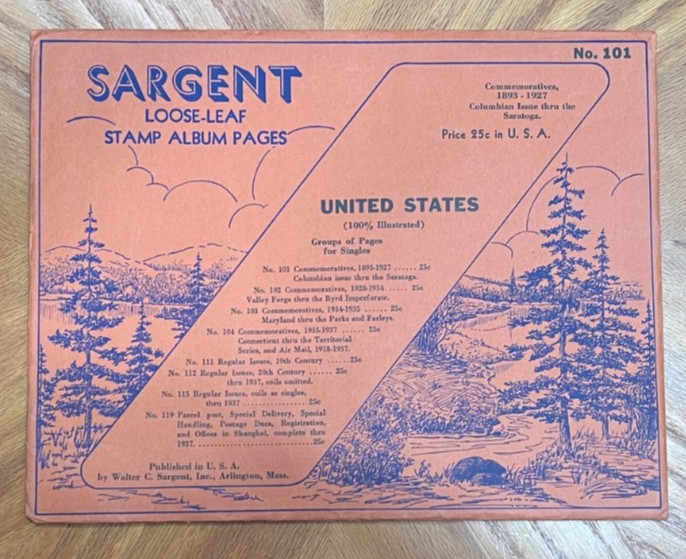 No. 101
SARGENT
LOOSE-LEAF
STAMP ALBUM PAGES
Commemoratives,
1893 - 1927
Columbian Issue thru the
Saratoga.
Price 25c in U. S. A.
UNITED STATES
(100% Illustrated)
Groups of Pages
for Singles
No. 101 Commemoratives, 1893-1927 ...... 25c
Columbian issue thru the Saratoga.
No. 102 Commemoratives, 1928-1934 ..... 25c
Valley Forge thru the Byrd Imperforate.
No. 103 Commemoratives, 1934-1935 ...... 25c
Maryland thru the Parks and Farleys.
No. 104 Commemoratives, 1935-1937 ...... 25c
Connecticut thru the Territorial
Series, and Air Mail, 1918-1937.
No. 111 Regular Issues, 19th Century ......25c
No. 112 Regular Issues, 20th Century ...... 25c
thru 1937, coils omitted.
No. 115 Regular Issues, coils as singles,
thru 1937 ................ 25c
No. 119 Parcel post, Special Delivery, Special
Handling, Postage Dues, Registration,
and Offices in Shanghai, complete thru
1937. .............................25c
Published in U. S. A.
by Walter C. Sargent, Inc., Arlington, Mass.